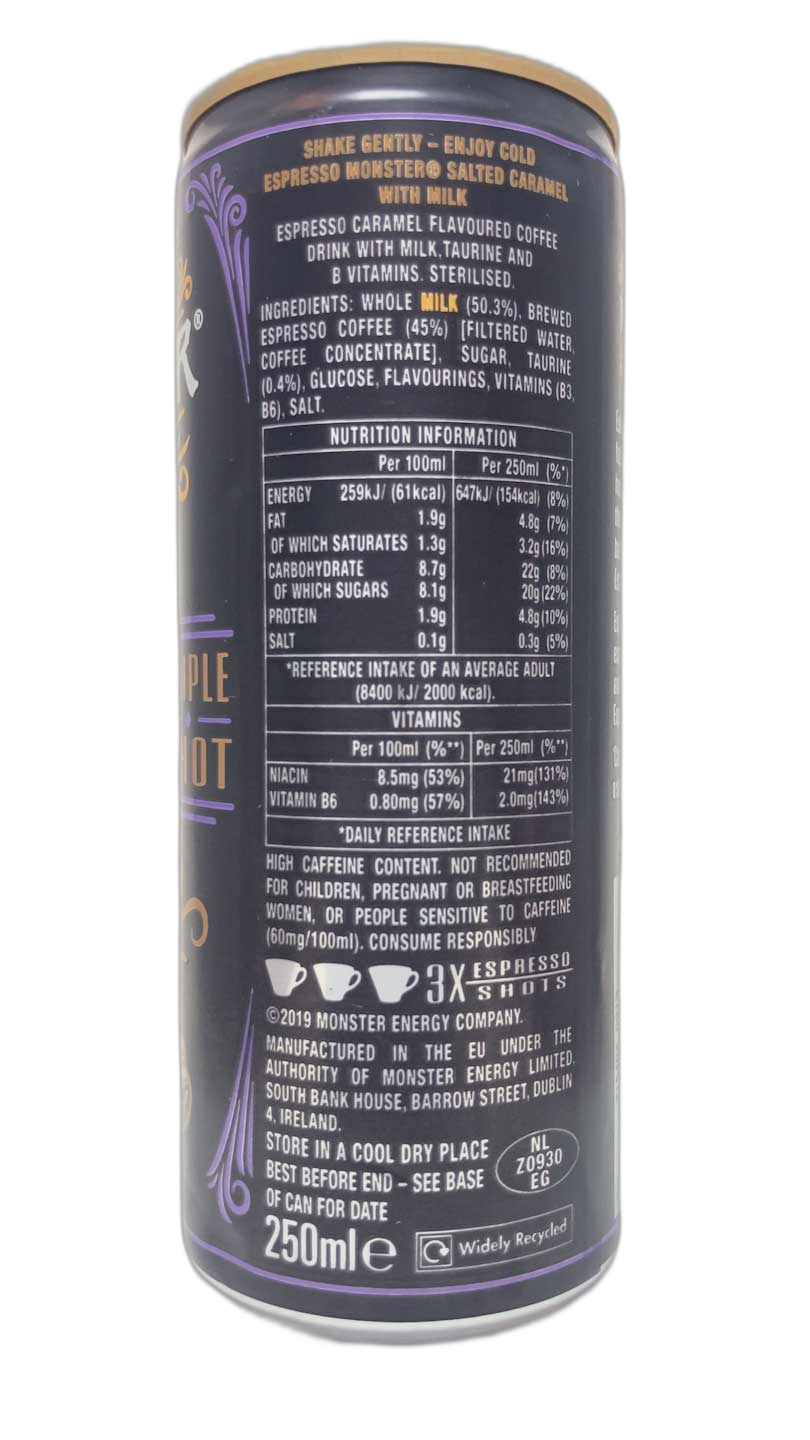 SHAKE GENTLY – ENJOY COLD
ESPRESSO MONSTER® SALTED CARAMEL
WITH MILK
ESPRESSO CARAMEL FLAVOURED COFFEE
DRINK WITH MILK,TAURINE AND
B VITAMINS. STERILISED.
INGREDIENTS: WHOLE MILK (50.3%), BREWED
ESPRESSO COFFEE (45%) [FILTERED WATER,
COFFEE CONCENTRATE], SUGAR, TAURINE
(0.4%), GLUCOSE, FLAVOURINGS, VITAMINS (B3,
B6), SALT.
NUTRITION INFORMATION
Per 100ml Per 250ml (%*)
ENERGY 259kJ/ (61kcal) 647kJ/ (154kcal) (8%)
FAT 1.9g 4.8g (7%)
OF WHICH SATURATES 1.3g 3.2g (16%)
CARBOHYDRATE 8.7g 22g (8%)
OF WHICH SUGARS 8.1g 20g (22%)
PROTEIN 1.9g 4.8g (10%)
SALT 0.1g 0.3g (5%)
*REFERENCE INTAKE OF AN AVERAGE ADULT
(8400 kJ/ 2000 kcal).
VITAMINS
Per 100ml (%**) Per 250ml (%**)
NIACIN 8.5mg (53%) 21mg (131%)
VITAMIN B6 0.80mg (57%) 2.0mg (143%)
*DAILY REFERENCE INTAKE
HIGH CAFFEINE CONTENT. NOT RECOMMENDED
FOR CHILDREN, PREGNANT OR BREASTFEEDING
WOMEN, OR PEOPLE SENSITIVE TO CAFFEINE
(60mg/100ml). CONSUME RESPONSIBLY
3X ESPRESSO
SHOTS
©2019 MONSTER ENERGY COMPANY.
MANUFACTURED IN THE EU UNDER THE
AUTHORITY OF MONSTER ENERGY LIMITED,
SOUTH BANK HOUSE, BARROW STREET, DUBLIN
4, IRELAND.
STORE IN A COOL DRY PLACE
BEST BEFORE END – SEE BASE
OF CAN FOR DATE
NL
Z0930
EG
250ml e
Widely Recycled
R®
IPLE
HOT